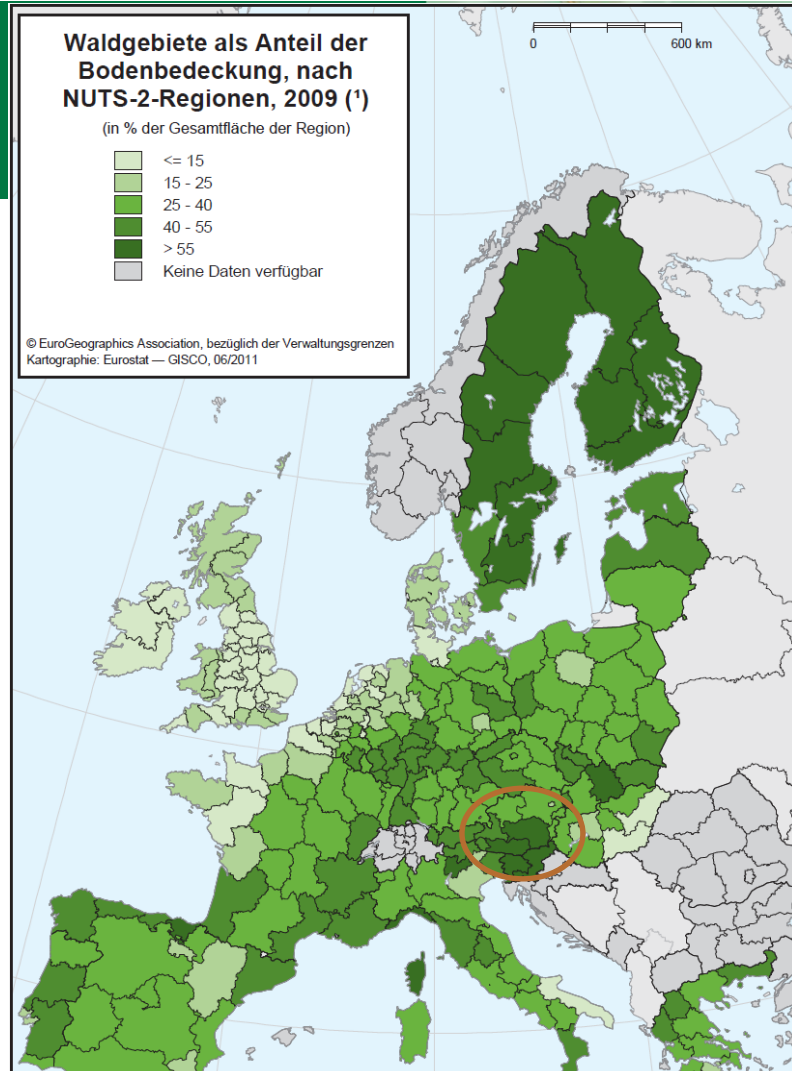 Waldgebiete als Anteil der
Bodenbedeckung, nach
NUTS-2-Regionen, 2009 (¹)
(in % der Gesamtfläche der Region)
<= 15
15 - 25
25 - 40
40 - 55
> 55
Keine Daten verfügbar
© EuroGeographics Association, bezüglich der Verwaltungsgrenzen
Kartographie: Eurostat — GISCO, 06/2011
0 600 km